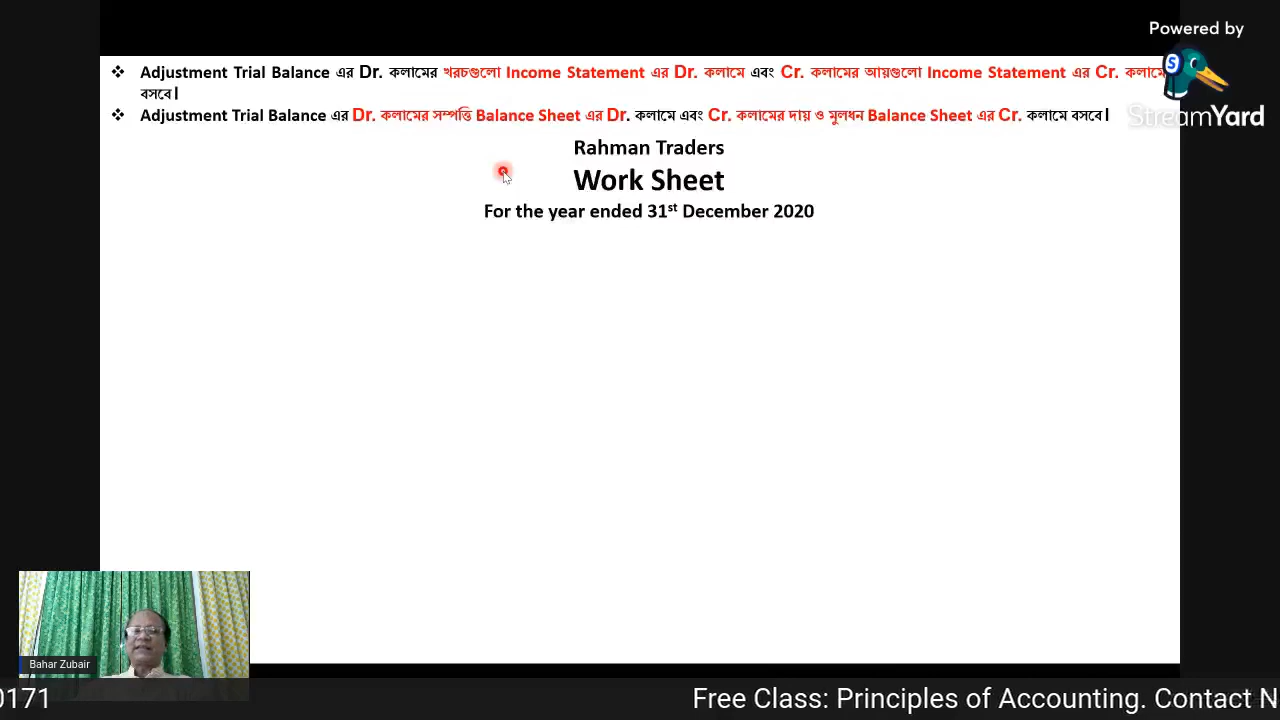 Powered by
StreamYard
❖ Adjustment Trial Balance এর Dr. কলামের খরচগুলো Income Statement এর Dr. কলামে এবং Cr. কলামের আয়গুলো Income Statement এর Cr. কলামে
বসবে।
❖ Adjustment Trial Balance এর Dr. কলামের সম্পত্তি Balance Sheet এর Dr. কলামে এবং Cr. কলামের দায় ও মুলধন Balance Sheet এর Cr. কলামে বসবে।
Rahman Traders
Work Sheet
For the year ended 31st December 2020
Bahar Zubair
0171
Free Class: Principles of Accounting. Contact N